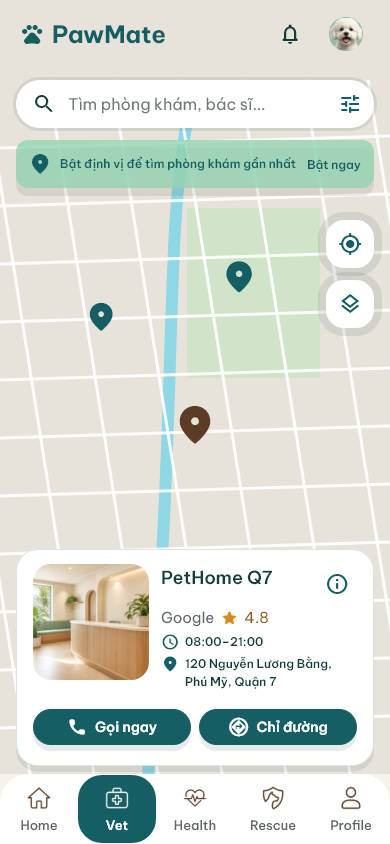 PawMate
Tìm phòng khám, bác sĩ...
Bật định vị để tìm phòng khám gần nhất Bật ngay
PetHome Q7
Google 4.8
08:00–21:00
120 Nguyễn Lương Bằng,
Phú Mỹ, Quận 7
Gọi ngay Chỉ đường
Home Vet Health Rescue Profile